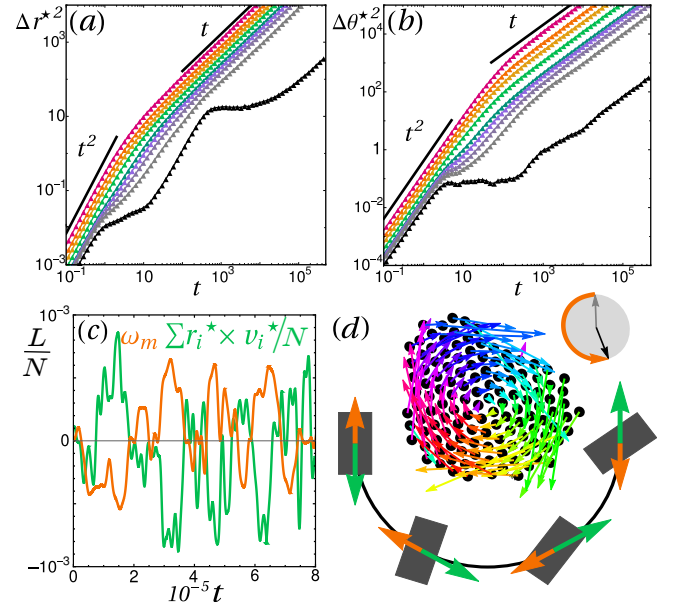 Δr⋆2 (a) t
10³
10
10⁻¹
10⁻³
t²
10⁻¹ 10 10³ 10⁵
t
Δθ⋆2 (b) t
10⁴
10²
1
10⁻²
10⁻⁴
t²
10⁻¹ 10 10³ 10⁵
t
10⁻³
L/N
0
−10⁻³
(c) ωm ∑ri⋆ × vi⋆/N
0 2 4 6 8
10⁻⁵ t
(d)